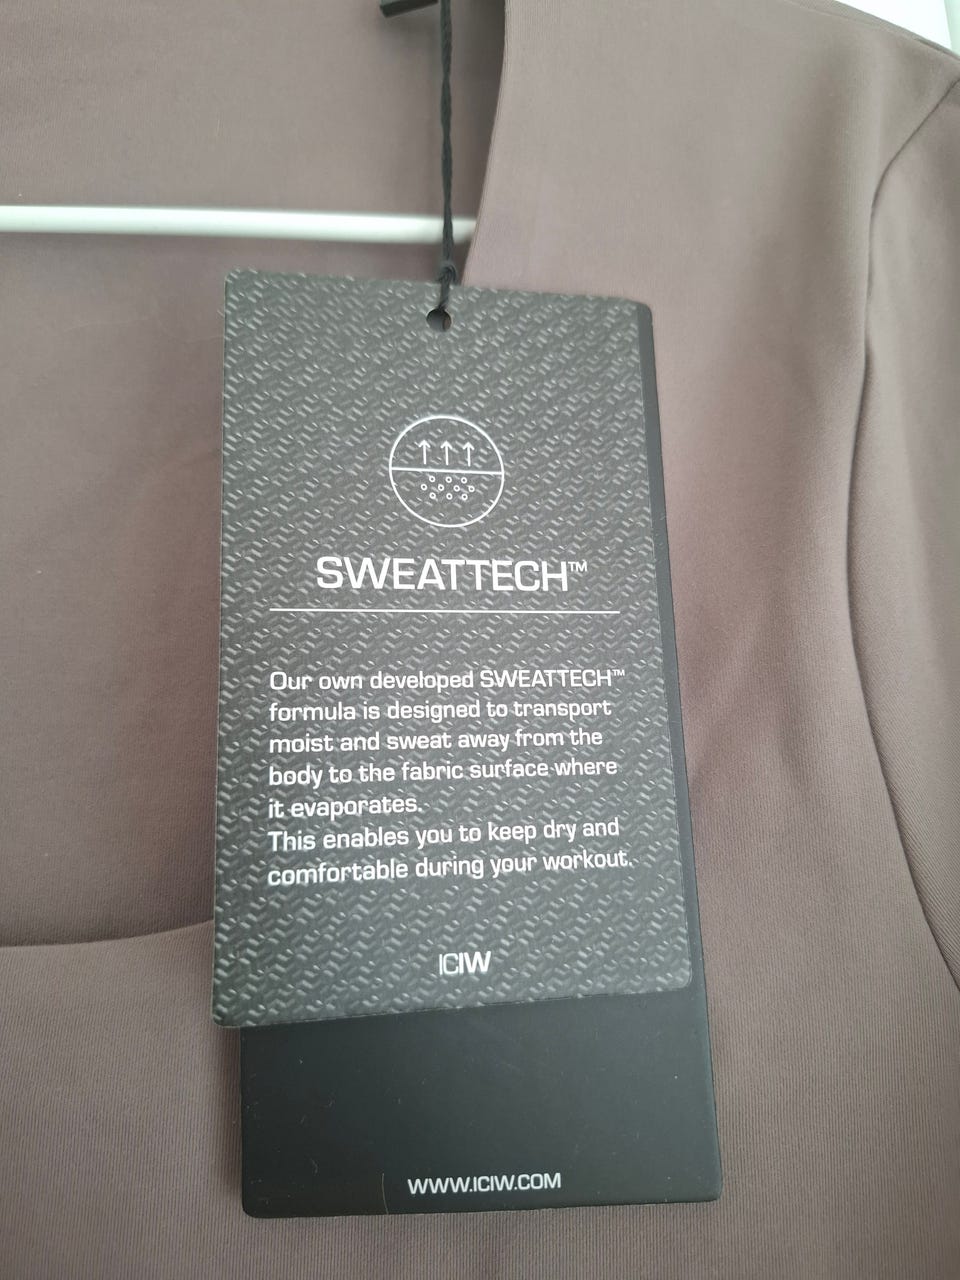 SWEATTECH™
Our own developed SWEATTECH™
formula is designed to transport
moist and sweat away from the
body to the fabric surface where
it evaporates.
This enables you to keep dry and
comfortable during your workout.
ICIW
WWW.ICIW.COM